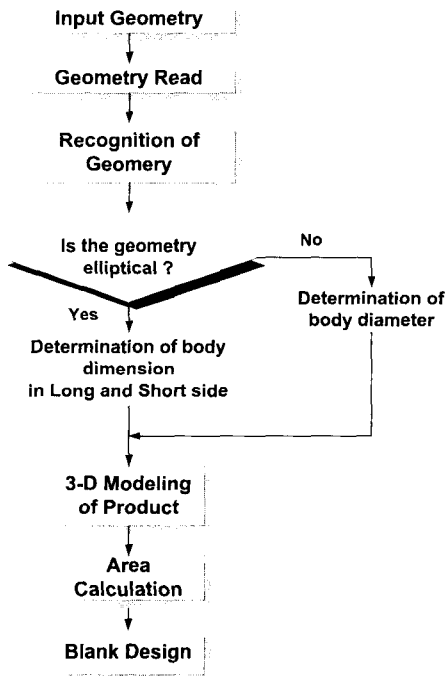 Input Geometry
Geometry Read
Recognition of
Geomery
Is the geometry
elliptical ?
No
Yes
Determination of
body diameter
Determination of body
dimension
in Long and Short side
3-D Modeling
of Product
Area
Calculation
Blank Design